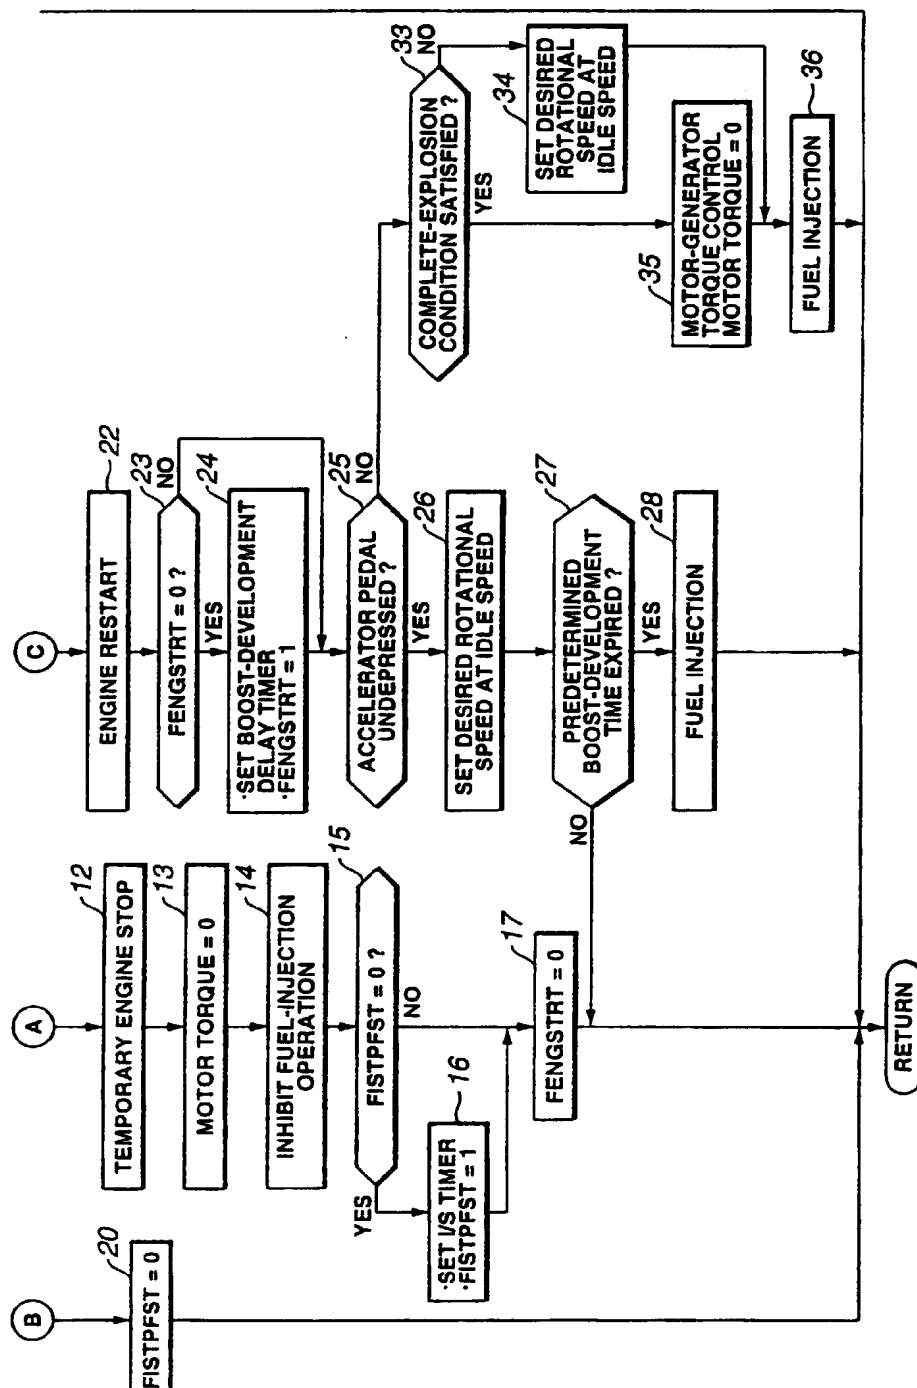 B
20
FISTPFST = 0
A
12
TEMPORARY ENGINE STOP
13
MOTOR TORQUE = 0
14
INHIBIT FUEL-INJECTION
OPERATION
15
FISTPFST = 0 ?
YES
NO
16
·SET I/S TIMER
·FISTPFST = 1
17
FENGSTRT = 0
C
22
ENGINE RESTART
23
FENGSTRT = 0 ?
NO
YES
24
·SET BOOST-DEVELOPMENT
DELAY TIMER
·FENGSTRT = 1
25
ACCELERATOR PEDAL
UNDEPRESSED ?
NO
YES
26
SET DESIRED ROTATIONAL
SPEED AT IDLE SPEED
27
PREDETERMINED
BOOST-DEVELOPMENT
TIME EXPIRED ?
NO
YES
28
FUEL INJECTION
33
COMPLETE-EXPLOSION
CONDITION SATISFIED ?
NO
YES
34
SET DESIRED
ROTATIONAL
SPEED AT
IDLE SPEED
35
MOTOR-GENERATOR
TORQUE CONTROL
MOTOR TORQUE = 0
36
FUEL INJECTION
RETURN